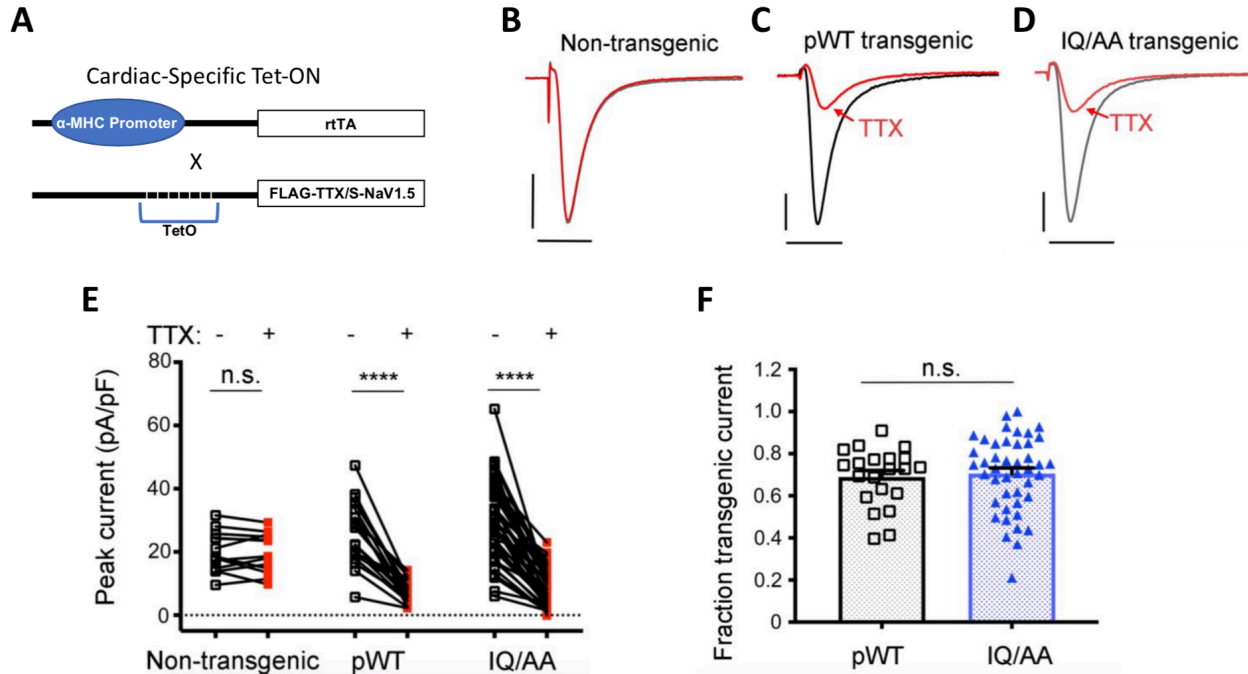 A
Cardiac-Specific Tet-ON
α-MHC Promoter
rtTA
X
FLAG-TTX/S-NaV1.5
TetO
B
Non-transgenic
C
pWT transgenic
TTX
D
IQ/AA transgenic
TTX
E
TTX: - + - + - +
n.s. **** ****
Peak current (pA/pF)
80
60
40
20
0
Non-transgenic pWT IQ/AA
F
n.s.
Fraction transgenic current
1.2
1.0
0.8
0.6
0.4
0.2
0
pWT IQ/AA